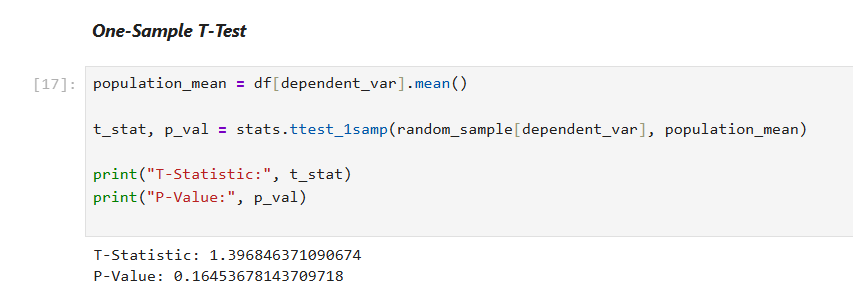 One-Sample T-Test
[17]:
population_mean = df[dependent_var].mean()
t_stat, p_val = stats.ttest_1samp(random_sample[dependent_var], population_mean)
print("T-Statistic:", t_stat)
print("P-Value:", p_val)
T-Statistic: 1.396846371090674
P-Value: 0.16453678143709718